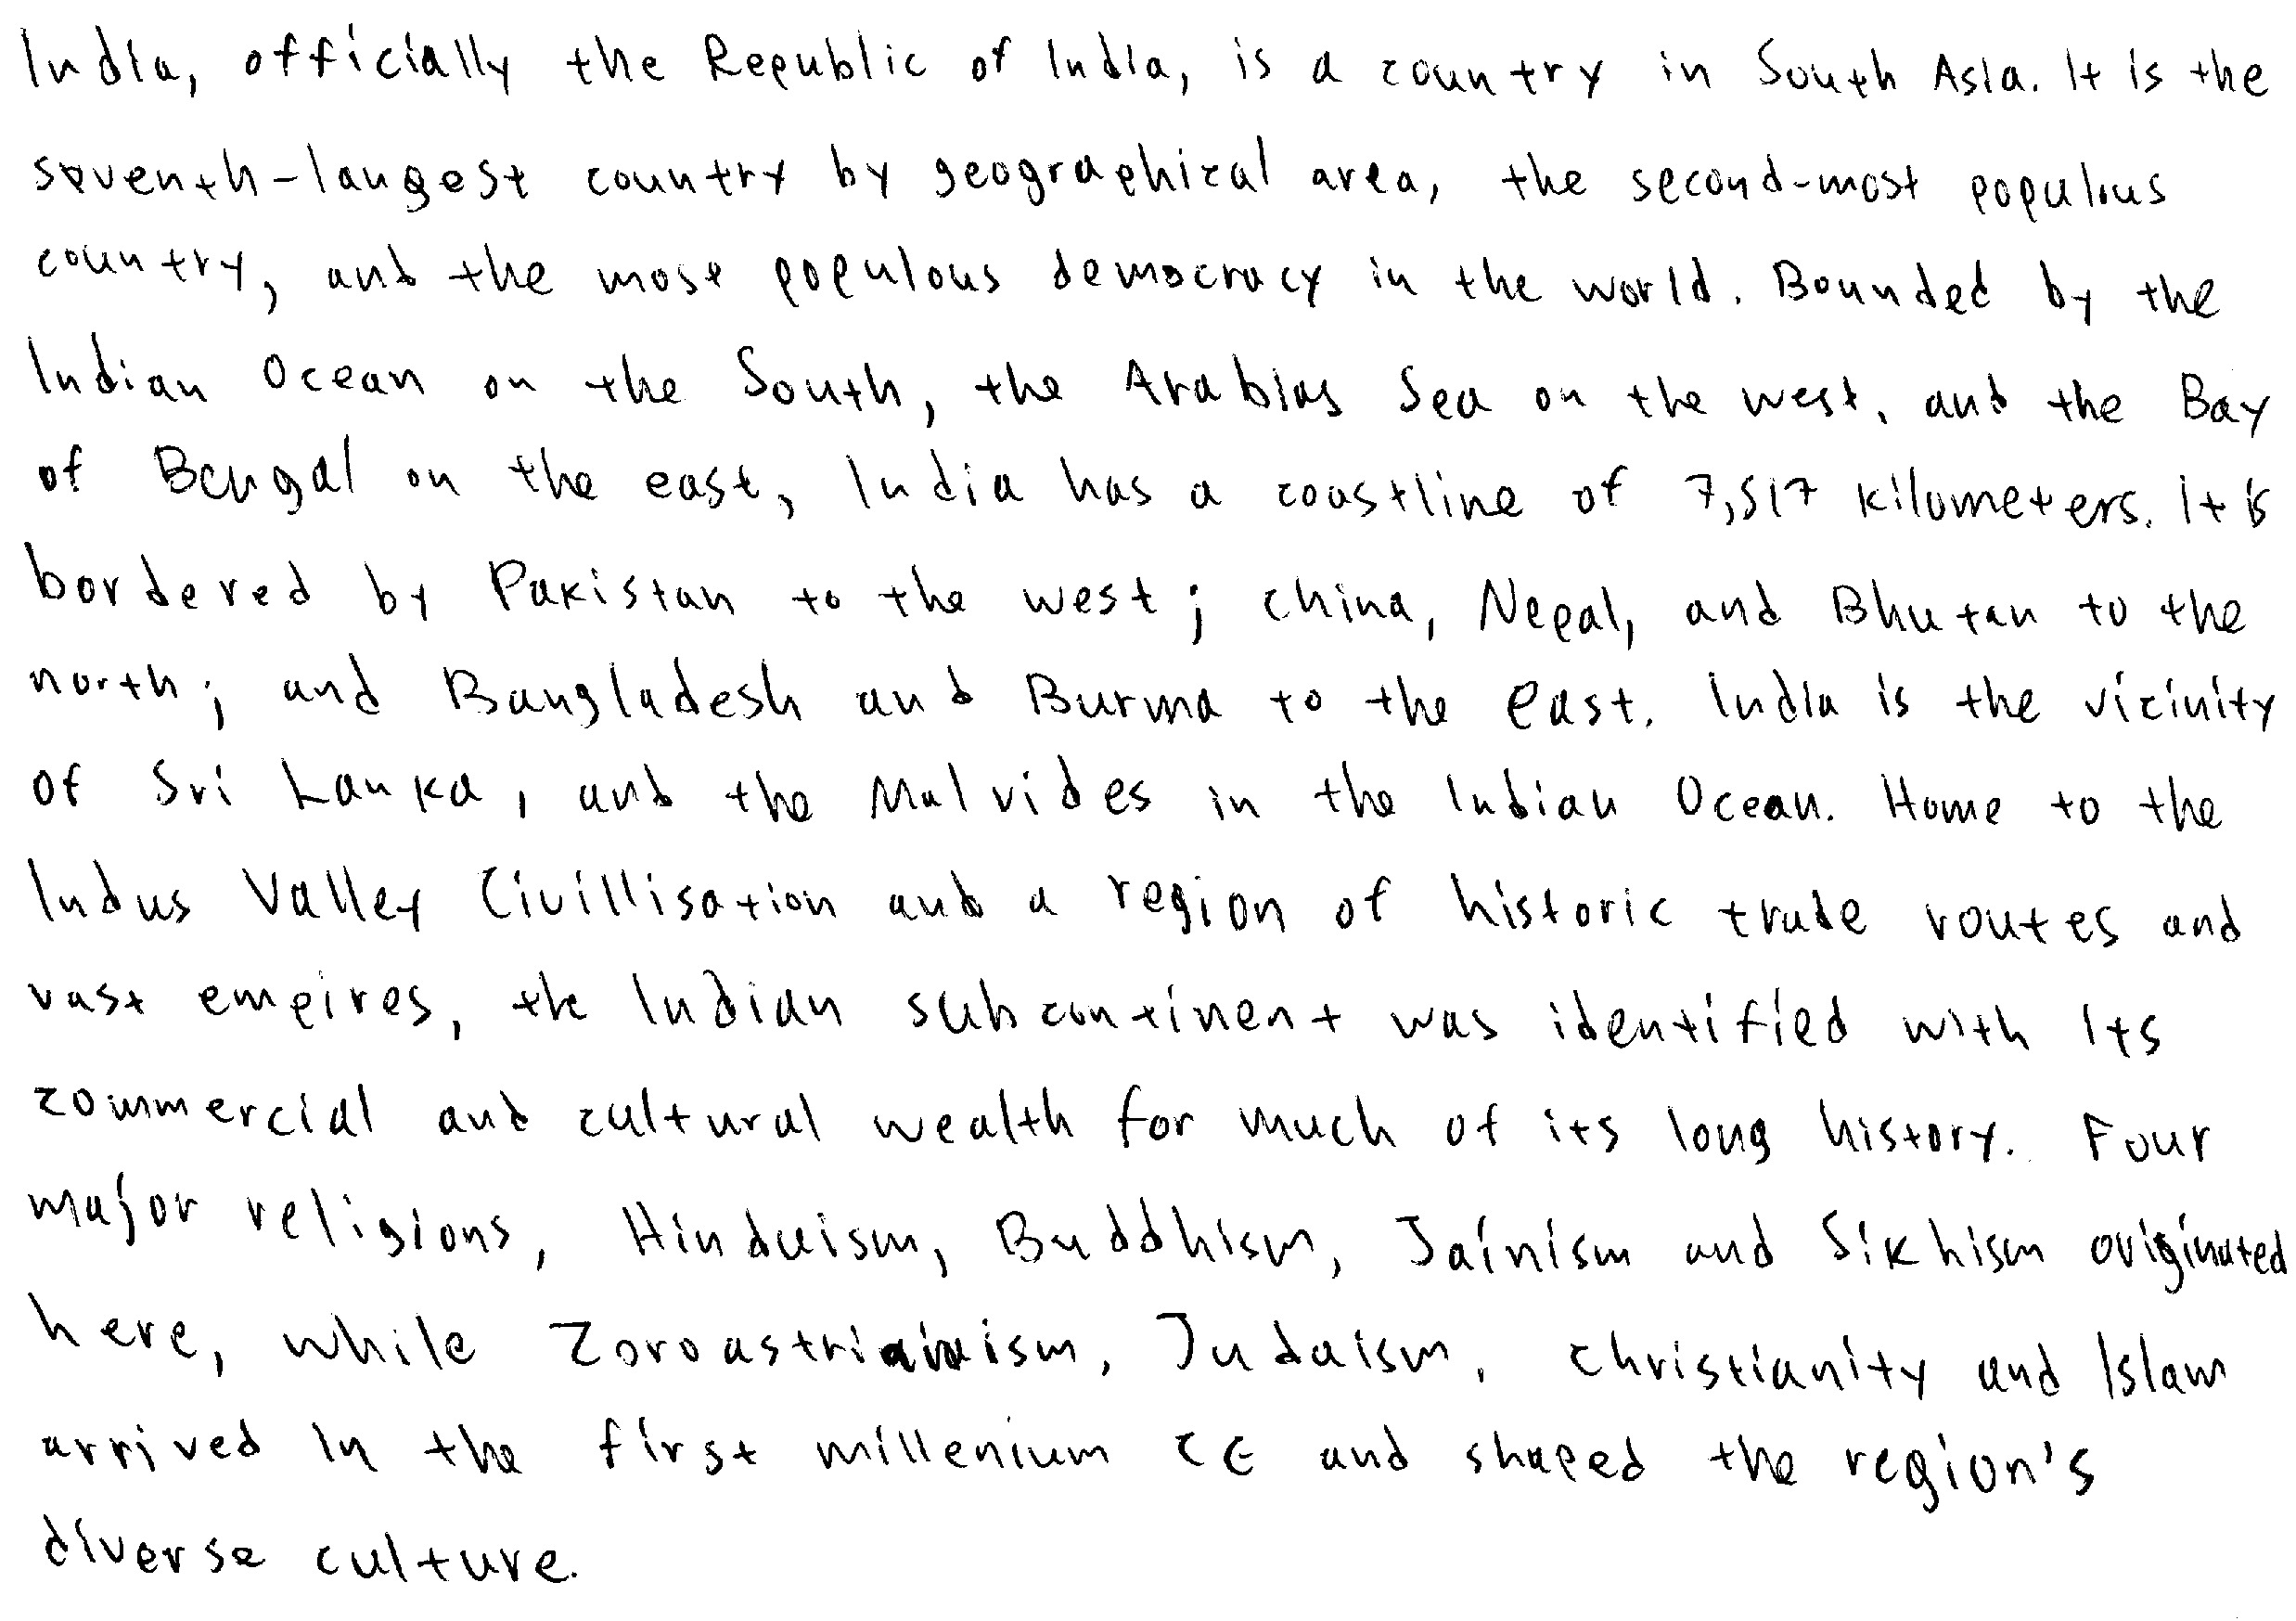 India, officially the Republic of India, is a country in South Asia. It is the
seventh-largest country by geographical area, the second-most populous
country, and the most populous democracy in the world. Bounded by the
Indian Ocean on the South, the Arabias Sea on the west, and the Bay
of Bengal on the east, India has a coastline of 7,517 kilometers. It is
bordered by Pakistan to the west; china, Nepal, and Bhutan to the
north; and Bangladesh and Burma to the east. India is the vicinity
of Sri Lanka, and the Malvides in the Indian Ocean. Home to the
Indus Valley Civillisation and a region of historic trade routes and
vast empires, the Indian subcontinent was identified with its
commercial and cultural wealth for much of its long history. Four
major religions, Hinduism, Buddhism, Jainism and Sikhism originated
here, while Zoroastrianism, Judaism, christianity and Islam
arrived in the first millenium CE and shaped the region's
diverse culture.